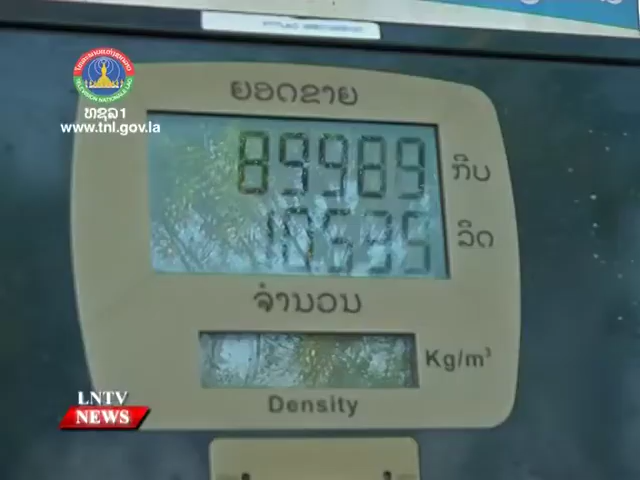 ຍອດຂາຍ
ທຊລ1
www.tnl.gov.la
89989 ກີບ
10.535 ລິດ
ຈຳນວນ
Kg/m³
Density
LNTV
NEWS